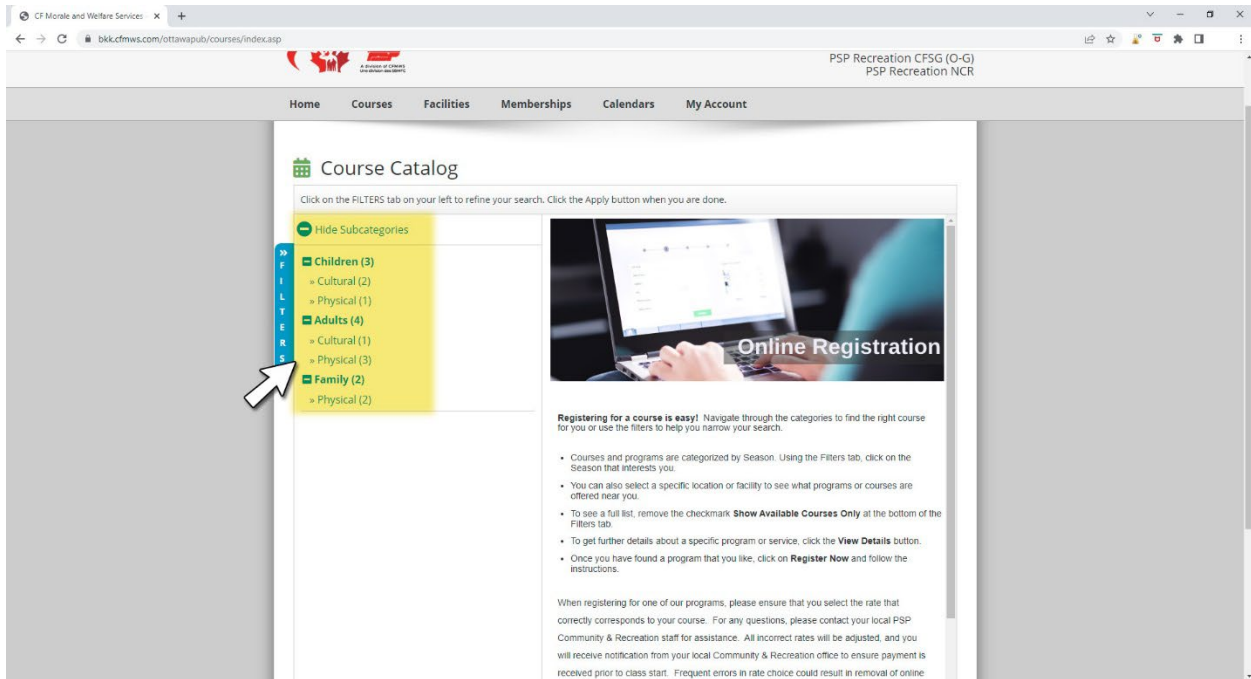 CF Morale and Welfare Services
bkk.cfmws.com/ottawapub/courses/index.asp
A division of CFMWS
Une division des SBMFC
PSP Recreation CFSG (O-G)
PSP Recreation NCR
Home Courses Facilities Memberships Calendars My Account
Course Catalog
Click on the FILTERS tab on your left to refine your search. Click the Apply button when you are done.
FILTERS
Hide Subcategories
Children (3)
» Cultural (2)
» Physical (1)
Adults (4)
» Cultural (1)
» Physical (3)
Family (2)
» Physical (2)
Online Registration
Registering for a course is easy! Navigate through the categories to find the right course
for you or use the filters to help you narrow your search.
• Courses and programs are categorized by Season. Using the Filters tab, click on the
Season that interests you.
• You can also select a specific location or facility to see what programs or courses are
offered near you.
• To see a full list, remove the checkmark Show Available Courses Only at the bottom of the
Filters tab.
• To get further details about a specific program or service, click the View Details button.
• Once you have found a program that you like, click on Register Now and follow the
instructions.
When registering for one of our programs, please ensure that you select the rate that
correctly corresponds to your course. For any questions, please contact your local PSP
Community & Recreation staff for assistance. All incorrect rates will be adjusted, and you
will receive notification from your local Community & Recreation office to ensure payment is
received prior to class start. Frequent errors in rate choice could result in removal of online